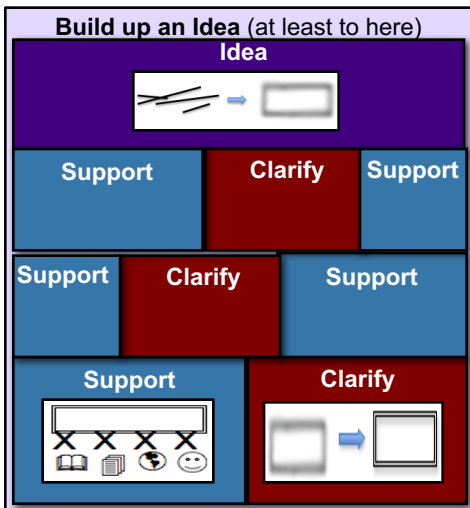 Build up an Idea (at least to here)
Idea
Support Clarify Support
Support Clarify Support
Support Clarify
X X X X